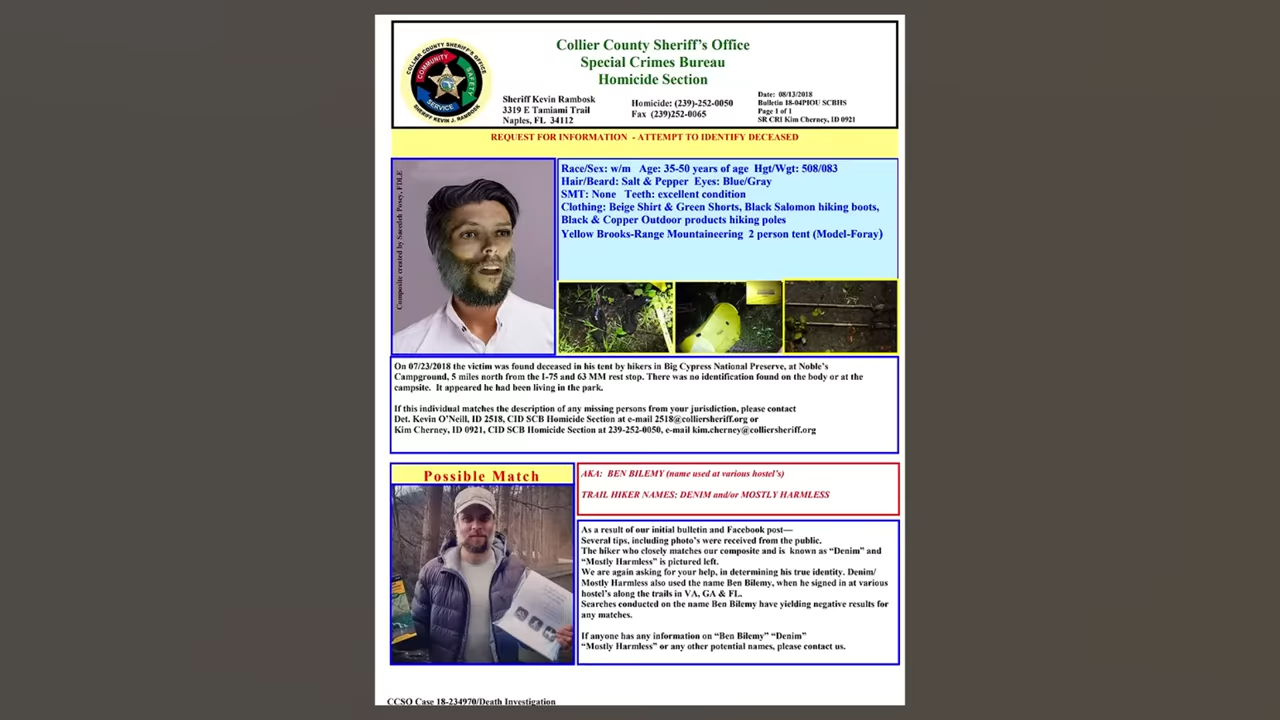 COLLIER COUNTY SHERIFF'S OFFICE
COMMUNITY
SAFETY
SERVICE
SHERIFF KEVIN J. RAMBOSK
Collier County Sheriff's Office
Special Crimes Bureau
Homicide Section
Sheriff Kevin Rambosk
3319 E Tamiami Trail
Naples, FL 34112
Homicide: (239)-252-0050
Fax (239)252-0065
Date: 08/13/2018
Bulletin 18-04PIOU SCBHS
Page 1 of 1
SR CRI Kim Cherney, ID 0921
REQUEST FOR INFORMATION - ATTEMPT TO IDENTIFY DECEASED
Composite created by Saeedeh Posey, FDLE
Race/Sex: w/m Age: 35-50 years of age Hgt/Wgt: 508/083
Hair/Beard: Salt & Pepper Eyes: Blue/Gray
SMT: None Teeth: excellent condition
Clothing: Beige Shirt & Green Shorts, Black Salomon hiking boots,
Black & Copper Outdoor products hiking poles
Yellow Brooks-Range Mountaineering 2 person tent (Model-Foray)
On 07/23/2018 the victim was found deceased in his tent by hikers in Big Cypress National Preserve, at Noble's
Campground, 5 miles north from the I-75 and 63 MM rest stop. There was no identification found on the body or at the
campsite. It appeared he had been living in the park.
If this individual matches the description of any missing persons from your jurisdiction, please contact
Det. Kevin O'Neill, ID 2518, CID SCB Homicide Section at e-mail 2518@colliersheriff.org or
Kim Cherney, ID 0921, CID SCB Homicide Section at 239-252-0050, e-mail kim.cherney@colliersheriff.org
Possible Match
AKA: BEN BILEMY (name used at various hostel's)
TRAIL HIKER NAMES: DENIM and/or MOSTLY HARMLESS
As a result of our initial bulletin and Facebook post—
Several tips, including photo's were received from the public.
The hiker who closely matches our composite and is known as "Denim" and
"Mostly Harmless" is pictured left.
We are again asking for your help, in determining his true identity. Denim/
Mostly Harmless also used the name Ben Bilemy, when he signed in at various
hostel's along the trails in VA, GA & FL.
Searches conducted on the name Ben Bilemy have yielding negative results for
any matches.
If anyone has any information on "Ben Bilemy" "Denim"
"Mostly Harmless" or any other potential names, please contact us.
CCSO Case 18-234970/Death Investigation